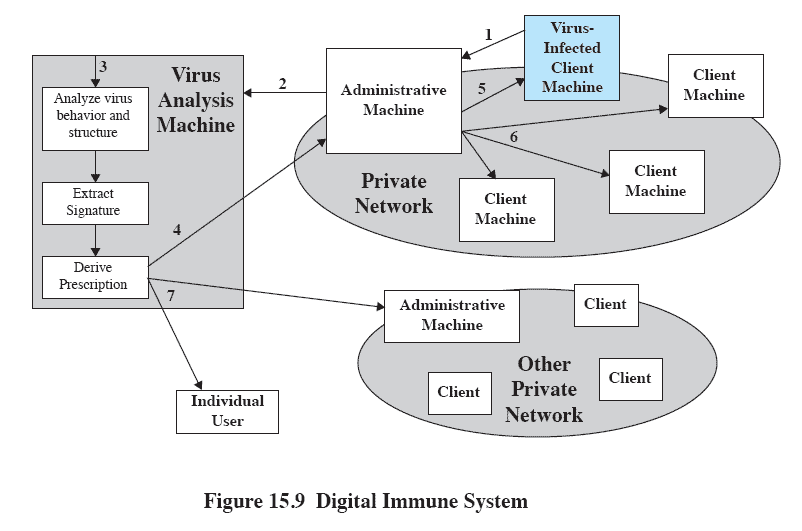 1
Virus-
Infected
Client
Machine
3
Virus
Analysis
Machine
Analyze virus
behavior and
structure
2
Administrative
Machine
5
Client
Machine
6
Extract
Signature
Private
Network
Client
Machine
Client
Machine
4
Derive
Prescription
7
Administrative
Machine
Client
Other
Private
Network
Client
Client
Individual
User
Figure 15.9 Digital Immune System